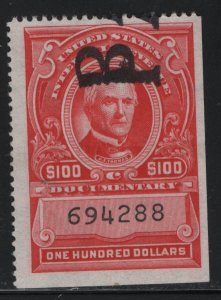 UNITED STATES
INTERNAL REVENUE
B
$100 $100
C
DOCUMENTARY
694288
ONE HUNDRED DOLLARS